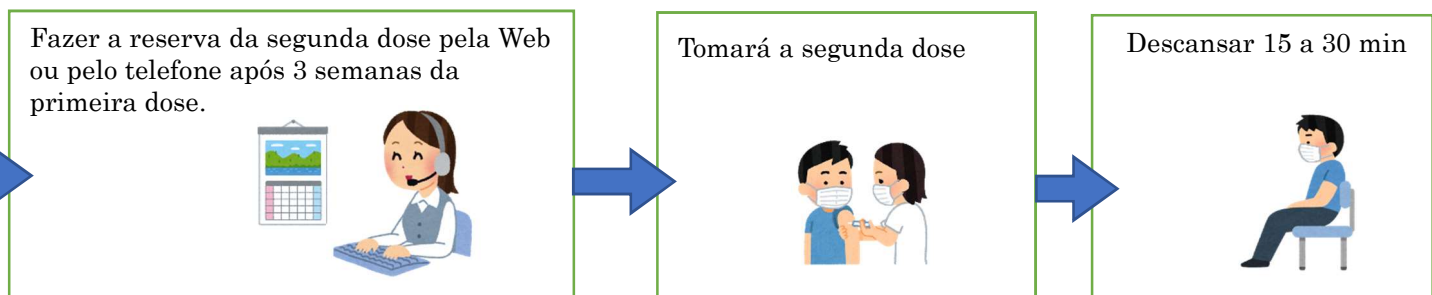 Fazer a reserva da segunda dose pela Web
ou pelo telefone após 3 semanas da
primeira dose.
Tomará a segunda dose
Descansar 15 a 30 min